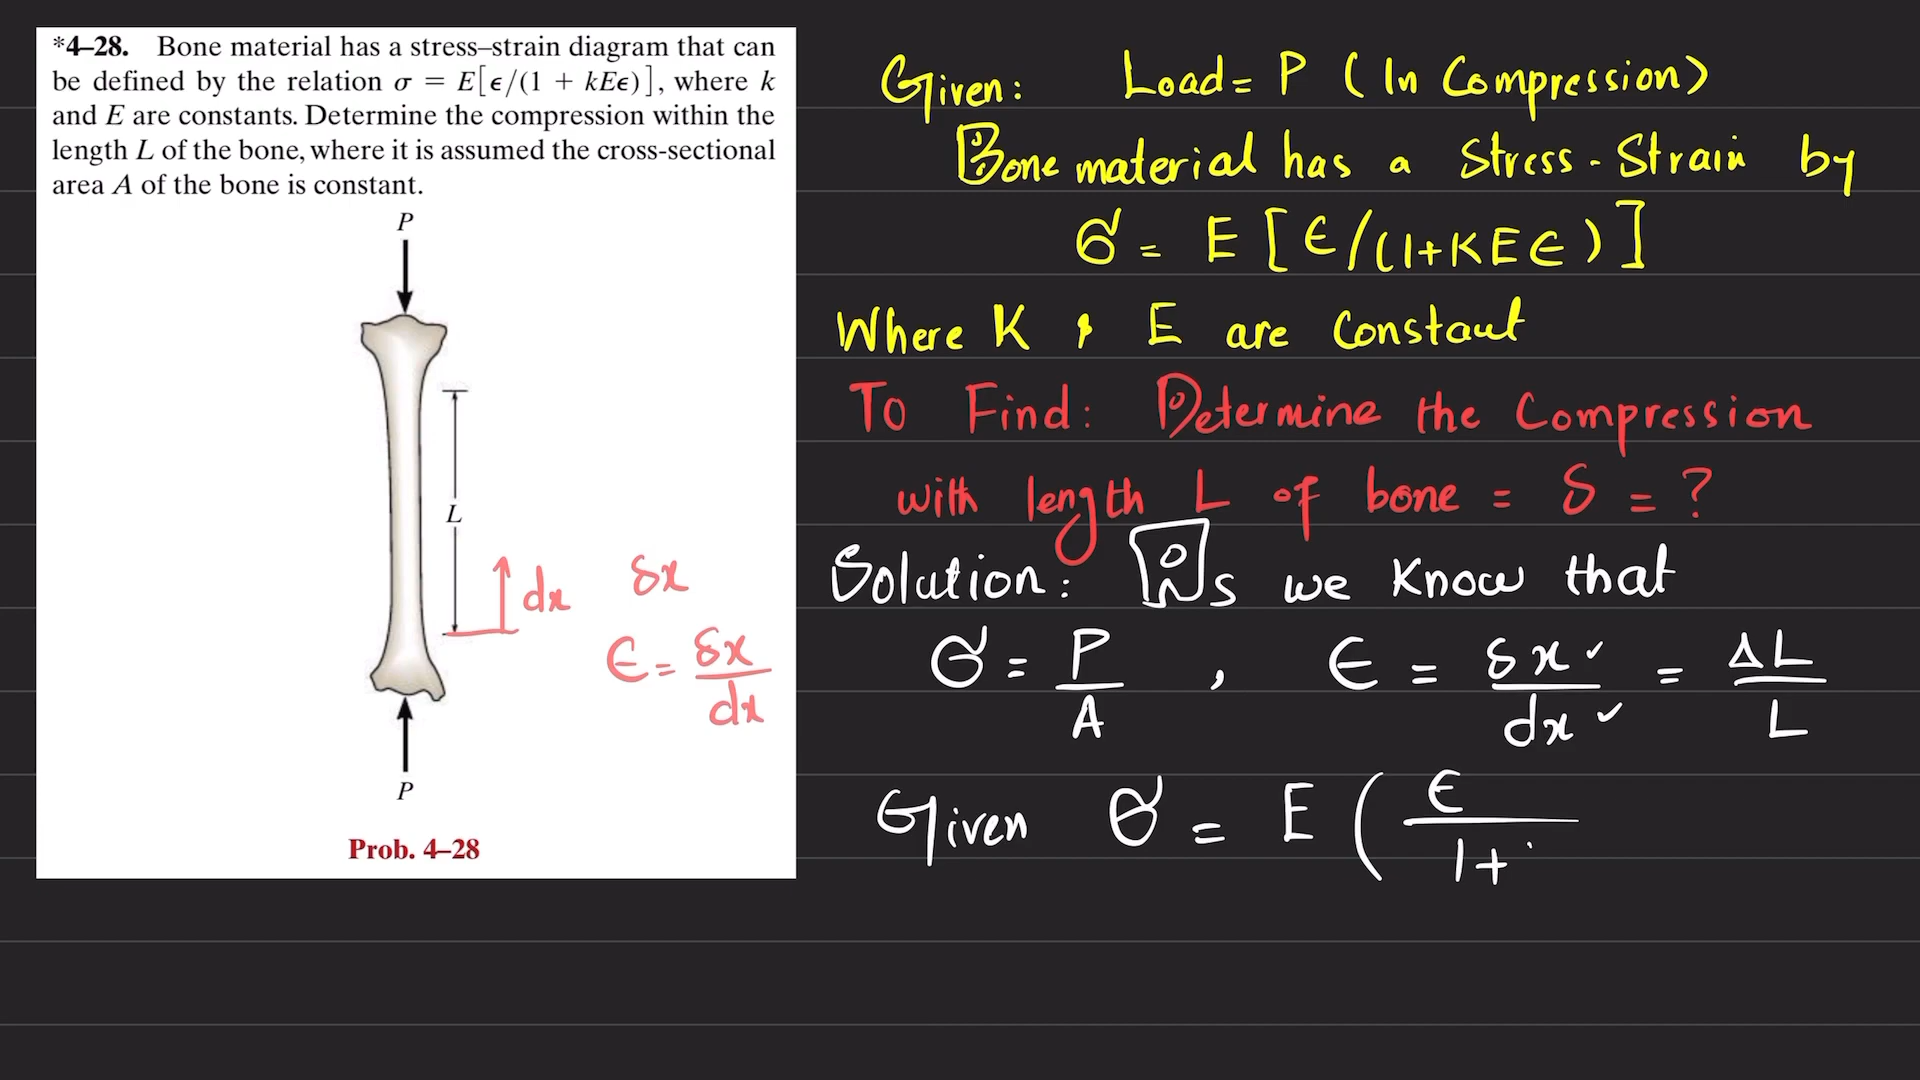 *4–28. Bone material has a stress–strain diagram that can
be defined by the relation σ = E[ϵ/(1 + kEϵ)], where k
and E are constants. Determine the compression within the
length L of the bone, where it is assumed the cross-sectional
area A of the bone is constant.
P
L
dx δx
ϵ = δx/dx
P
Prob. 4–28
Given: Load = P (In Compression)
Bone material has a Stress - Strain by
σ = E [ϵ/(1+KEϵ)]
Where K & E are Constant
To Find: Determine the Compression
with length L of bone = δ = ?
Solution: As we Know that
σ = P/A , ϵ = δx/dx = ΔL/L
Given σ = E ( ϵ/1+